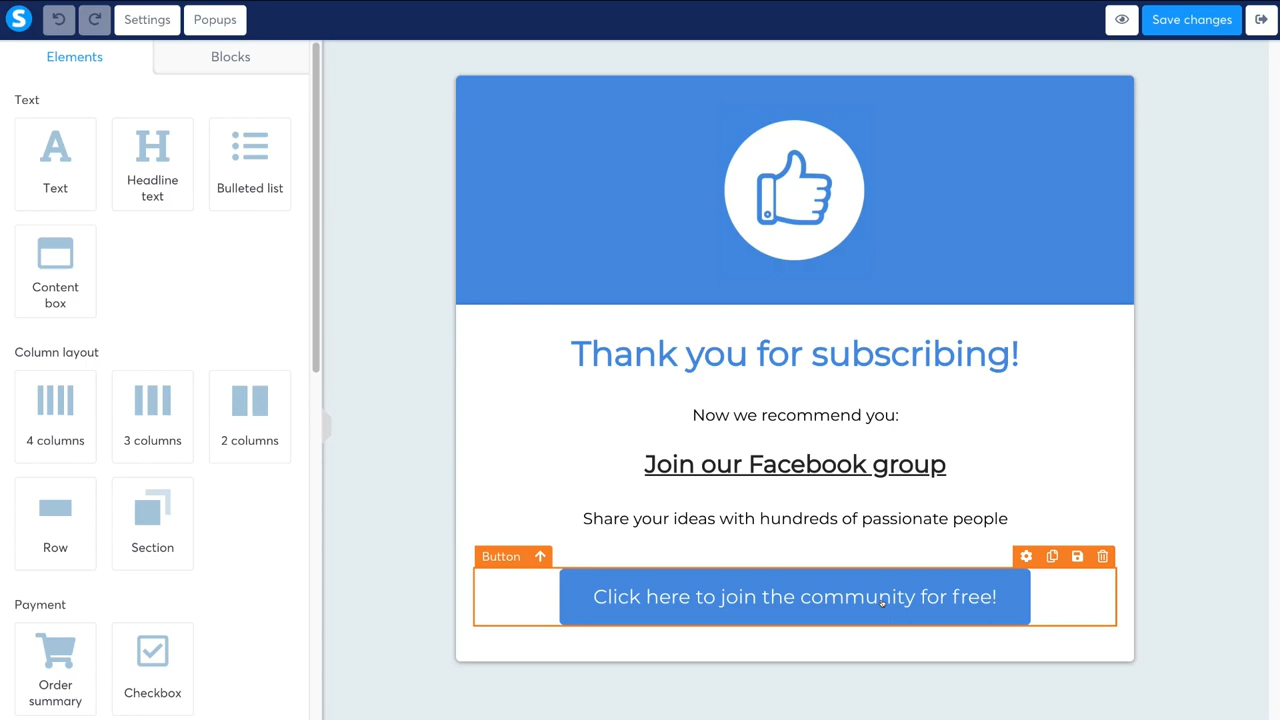 S Settings Popups Save changes
Elements Blocks
Text
A H
Text Headline text Bulleted list
Content box
Column layout
4 columns 3 columns 2 columns
Row Section
Payment
Order summary Checkbox
Thank you for subscribing!
Now we recommend you:
Join our Facebook group
Share your ideas with hundreds of passionate people
Button
Click here to join the community for free!